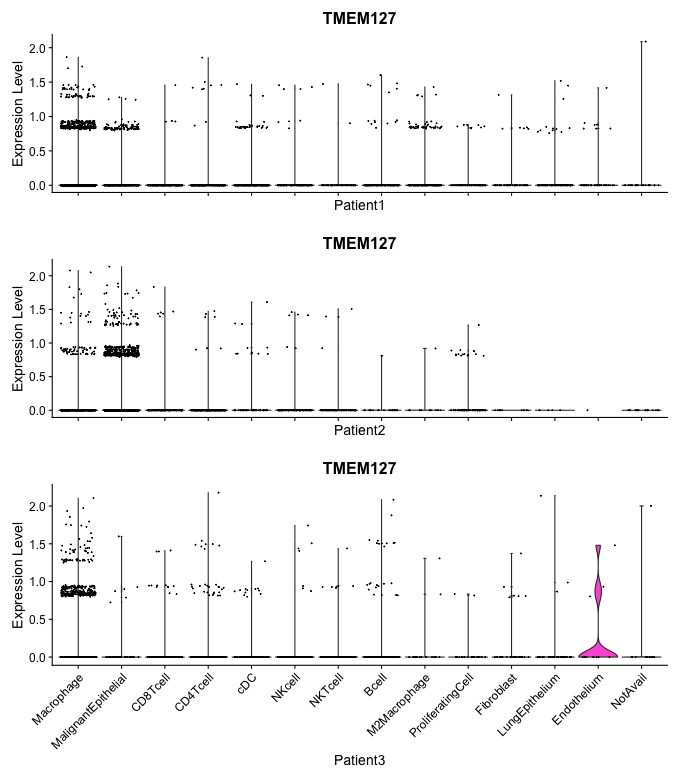 TMEM127
Expression Level
2.0
1.5
1.0
0.5
0.0
Patient1
TMEM127
Expression Level
2.0
1.5
1.0
0.5
0.0
Patient2
TMEM127
Expression Level
2.0
1.5
1.0
0.5
0.0
Macrophage
MalignantEpithelial
CD8Tcell
CD4Tcell
cDC
NKcell
NKTcell
Bcell
M2Macrophage
ProliferatingCell
Fibroblast
LungEpithelium
Endothelium
NotAvail
Patient3